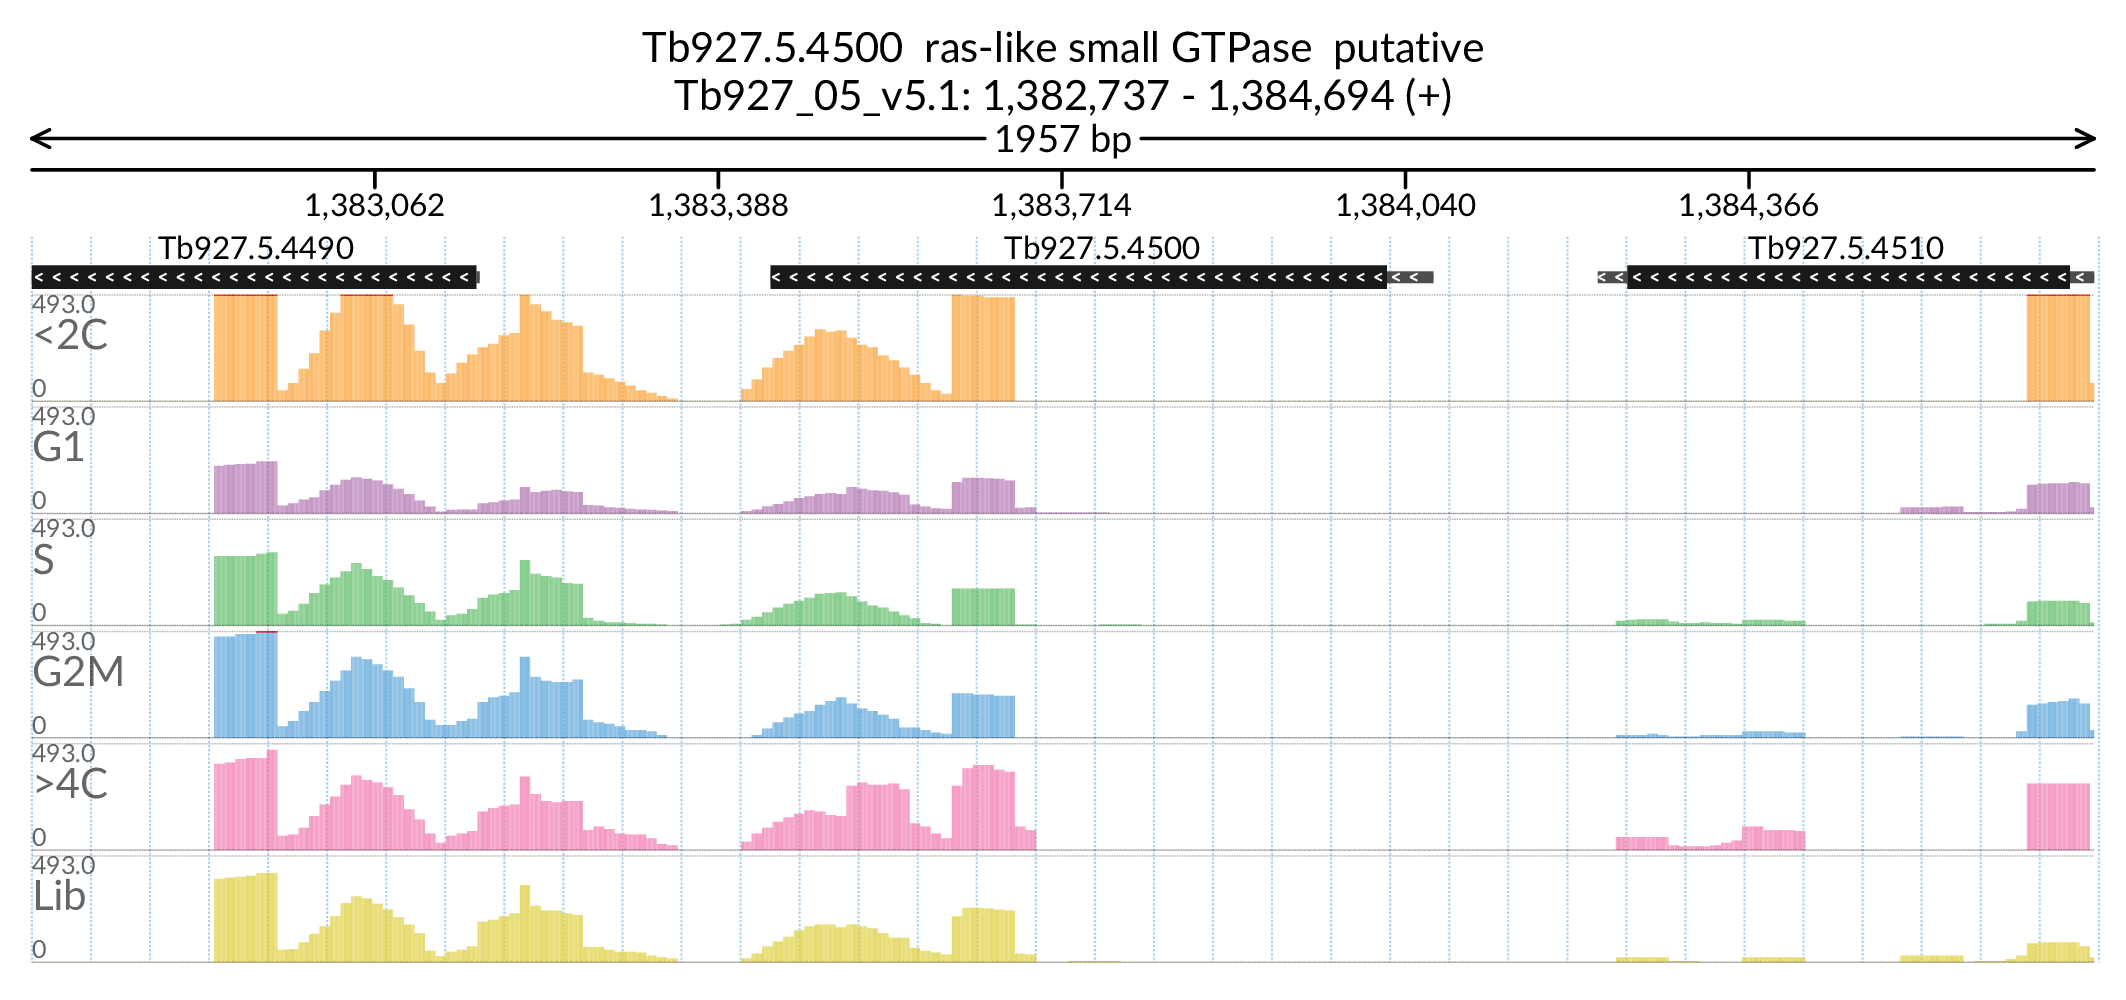 Tb927.5.4500  ras-like small GTPase  putative
Tb927_05_v5.1: 1,382,737 - 1,384,694 (+)
1957 bp
1,383,062 1,383,388 1,383,714 1,384,040 1,384,366
Tb927.5.4490 Tb927.5.4500 Tb927.5.4510
493.0
<2C
0
493.0
G1
0
493.0
S
0
493.0
G2M
0
493.0
>4C
0
493.0
Lib
0